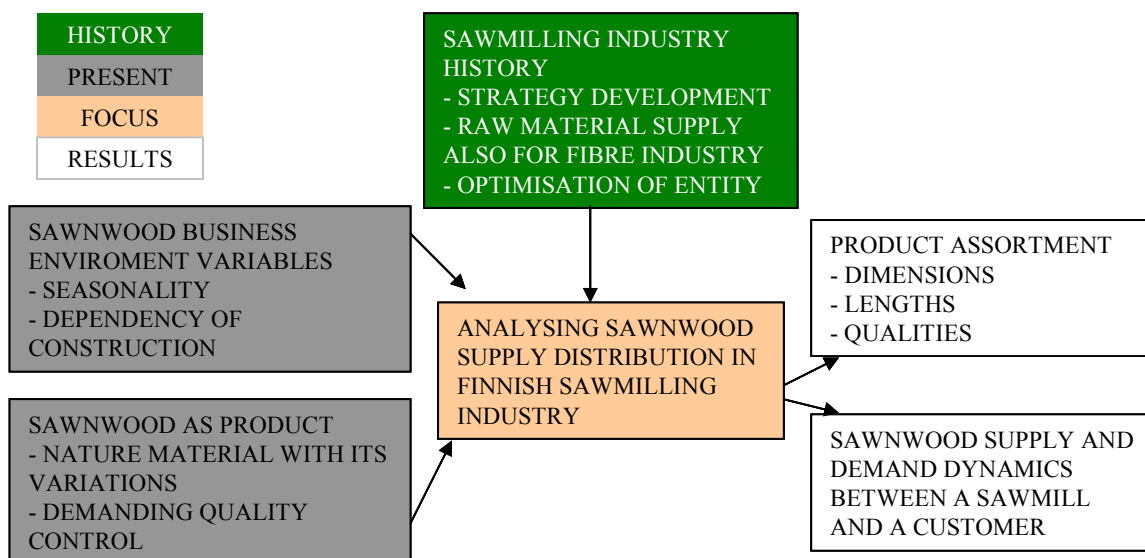 HISTORY
PRESENT
FOCUS
RESULTS
SAWMILLING INDUSTRY
HISTORY
- STRATEGY DEVELOPMENT
- RAW MATERIAL SUPPLY
ALSO FOR FIBRE INDUSTRY
- OPTIMISATION OF ENTITY
SAWNWOOD BUSINESS
ENVIROMENT VARIABLES
- SEASONALITY
- DEPENDENCY OF
CONSTRUCTION
SAWNWOOD AS PRODUCT
- NATURE MATERIAL WITH ITS
VARIATIONS
- DEMANDING QUALITY
CONTROL
ANALYSING SAWNWOOD
SUPPLY DISTRIBUTION IN
FINNISH SAWMILLING
INDUSTRY
PRODUCT ASSORTMENT
- DIMENSIONS
- LENGTHS
- QUALITIES
SAWNWOOD SUPPLY AND
DEMAND DYNAMICS
BETWEEN A SAWMILL
AND A CUSTOMER